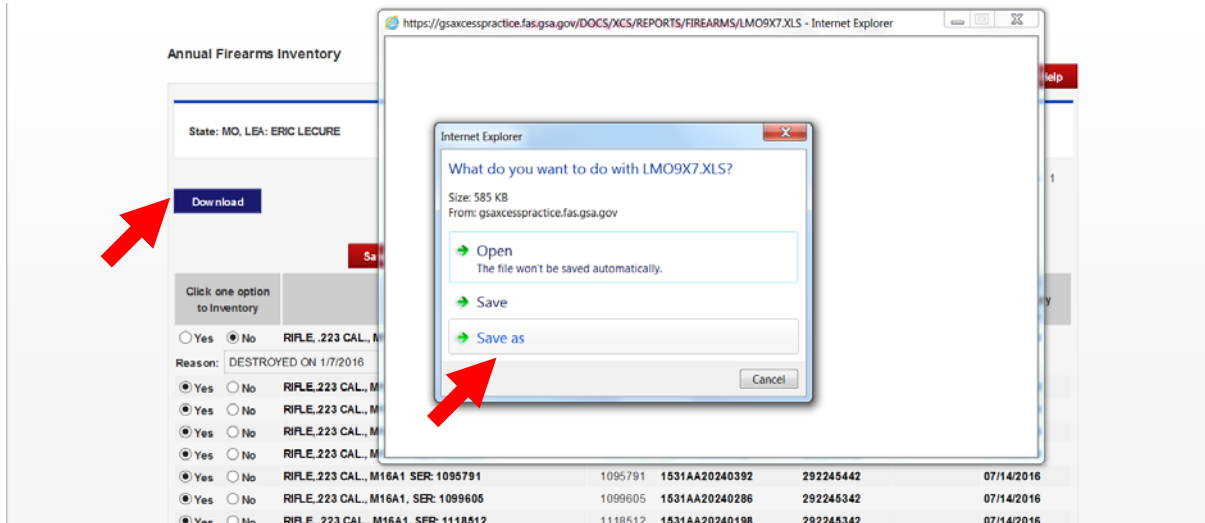 https://gsaxcesspractice.fas.gsa.gov/DOCS/XCS/REPORTS/FIREARMS/LMO9X7.XLS - Internet Explorer
Annual Firearms Inventory
Help
State: MO, LEA: ERIC LECURE
Internet Explorer
What do you want to do with LMO9X7.XLS?
Size: 585 KB
From: gsaxcesspractice.fas.gsa.gov
1
Download
Open
The file won't be saved automatically.
Sa
Save
Save as
Cancel
Click one option
to Inventory
y
Yes No RIFLE, .223 CAL., M
Reason: DESTROYED ON 1/7/2016
Yes No RIFLE,.223 CAL., M
Yes No RIFLE,.223 CAL., M
Yes No RIFLE,.223 CAL., M
Yes No RIFLE,.223 CAL., M
Yes No RIFLE,.223 CAL., M16A1 SER: 1095791 1095791 1531AA20240392 292245442 07/14/2016
Yes No RIFLE,.223 CAL., M16A1, SER: 1099605 1099605 1531AA20240286 292245342 07/14/2016
Yes No RIFLE, .223 CAL., M16A1, SER: 1118512 1118512 1531AA20240198 292245342 07/14/2016